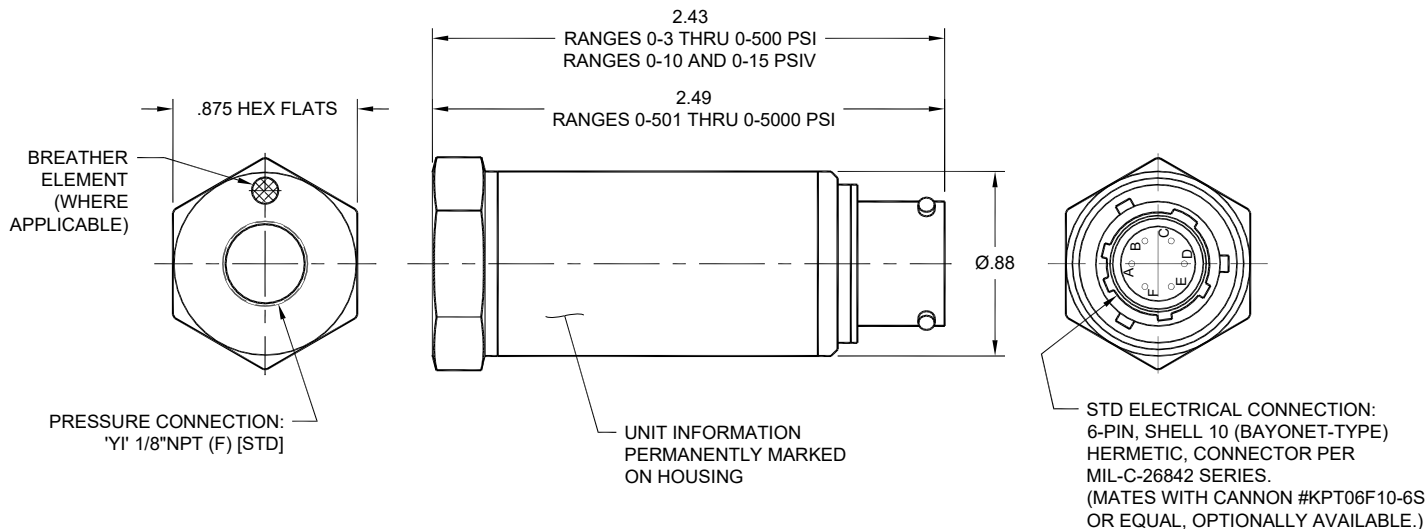 2.43
RANGES 0-3 THRU 0-500 PSI
RANGES 0-10 AND 0-15 PSIV
.875 HEX FLATS
2.49
RANGES 0-501 THRU 0-5000 PSI
BREATHER
ELEMENT
(WHERE
APPLICABLE)
Ø.88
B
C
A
D
F
E
PRESSURE CONNECTION:
'YI' 1/8"NPT (F) [STD]
UNIT INFORMATION
PERMANENTLY MARKED
ON HOUSING
STD ELECTRICAL CONNECTION:
6-PIN, SHELL 10 (BAYONET-TYPE)
HERMETIC, CONNECTOR PER
MIL-C-26842 SERIES.
(MATES WITH CANNON #KPT06F10-6S
OR EQUAL, OPTIONALLY AVAILABLE.)